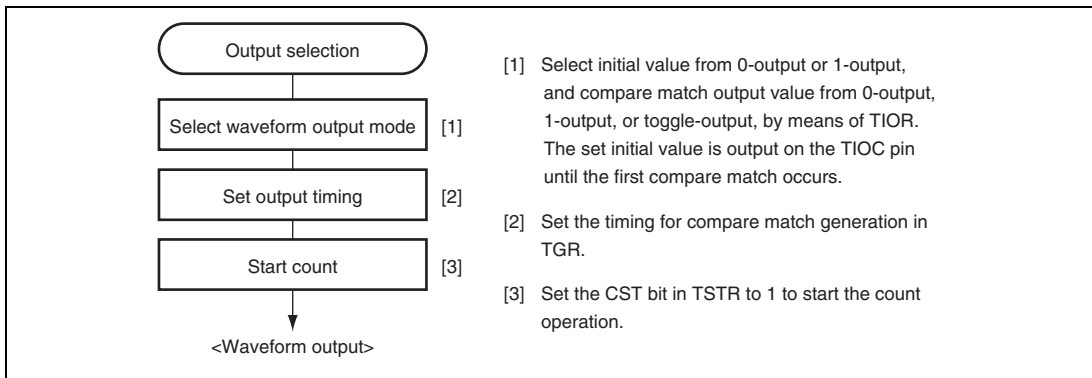 Output selection
Select waveform output mode
[1]
Set output timing
[2]
Start count
[3]
<Waveform output>
[1] Select initial value from 0-output or 1-output,
and compare match output value from 0-output,
1-output, or toggle-output, by means of TIOR.
The set initial value is output on the TIOC pin
until the first compare match occurs.
[2] Set the timing for compare match generation in
TGR.
[3] Set the CST bit in TSTR to 1 to start the count
operation.